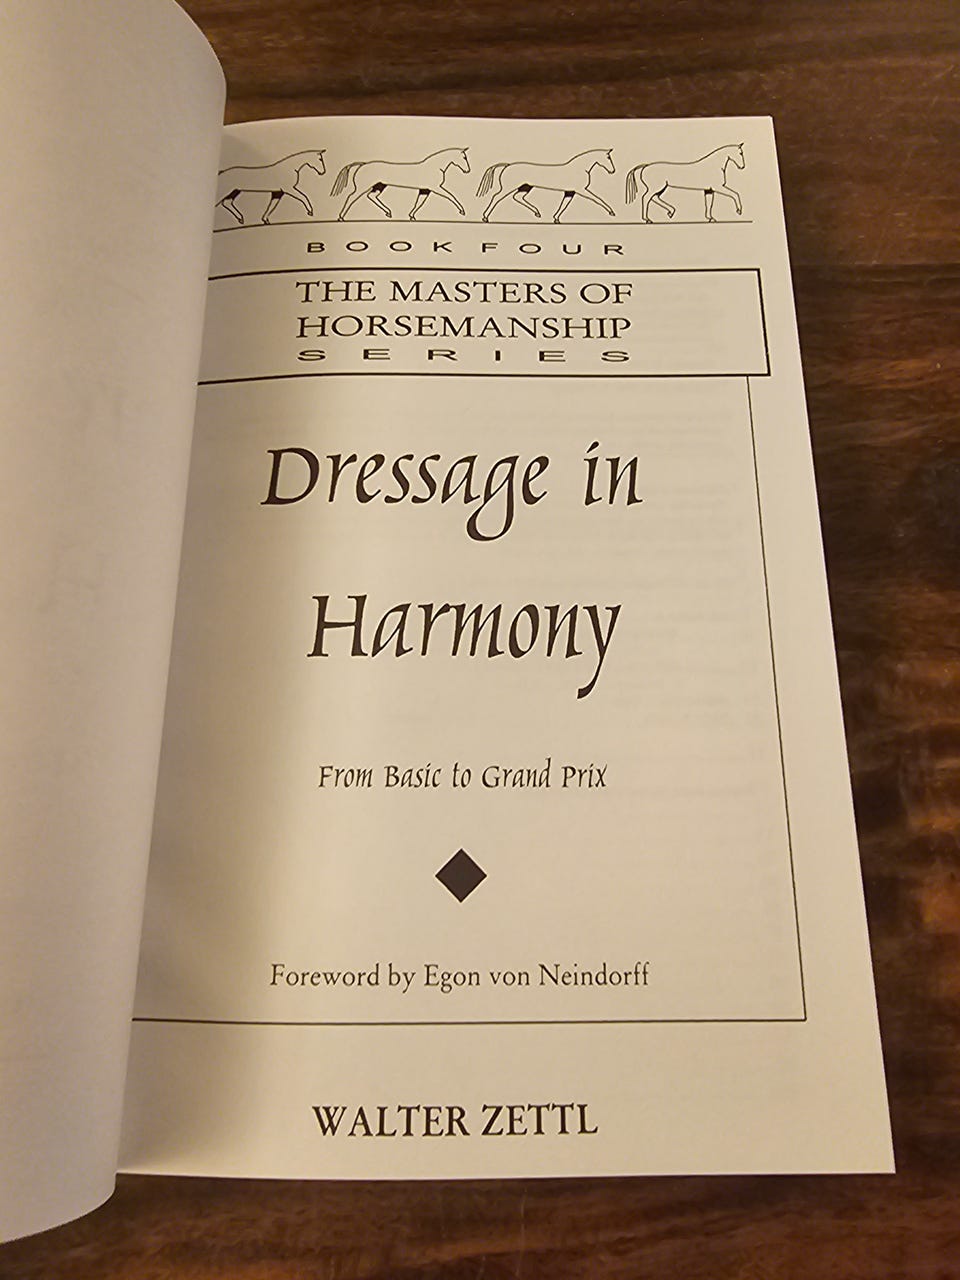 BOOK FOUR
THE MASTERS OF
HORSEMANSHIP
SERIES
Dressage in
Harmony
From Basic to Grand Prix
Foreword by Egon von Neindorff
WALTER ZETTL